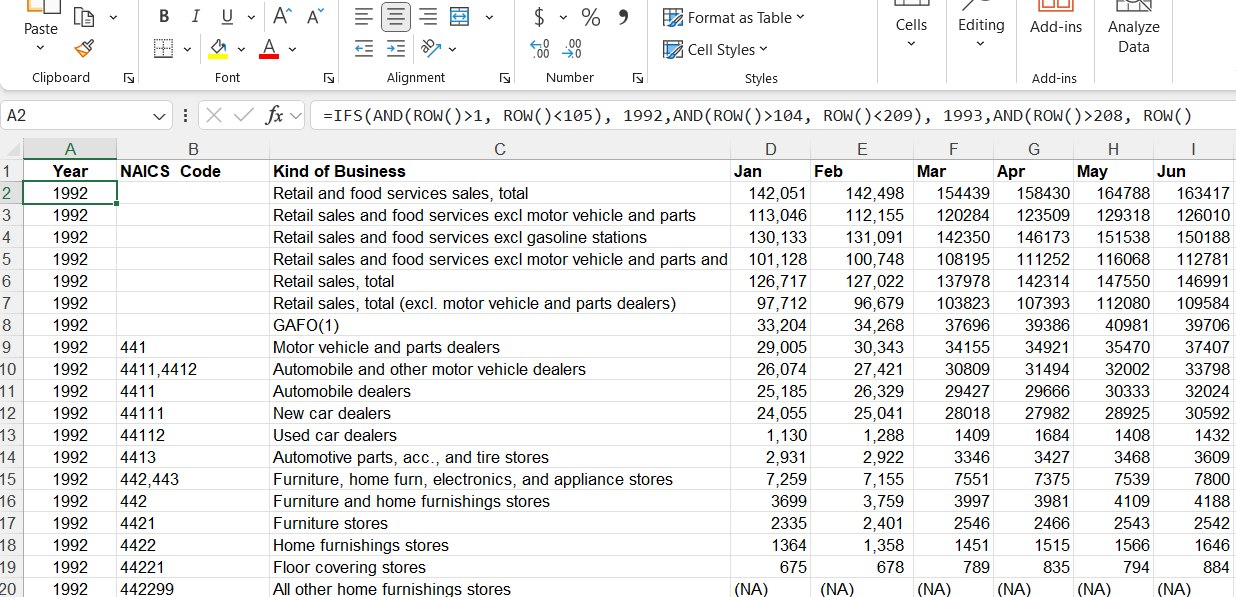 Paste
B I U A A
$ % 9
Format as Table
Cell Styles
Cells
Editing
Add-ins
Analyze
Data
Clipboard
Font
Alignment
Number
Styles
Add-ins
A2 fx =IFS(AND(ROW()>1, ROW()<105), 1992,AND(ROW()>104, ROW()<209), 1993,AND(ROW()>208, ROW()
A B C D E F G H I
1 Year NAICS Code Kind of Business Jan Feb Mar Apr May Jun
2 1992 Retail and food services sales, total 142,051 142,498 154439 158430 164788 163417
3 1992 Retail sales and food services excl motor vehicle and parts 113,046 112,155 120284 123509 129318 126010
4 1992 Retail sales and food services excl gasoline stations 130,133 131,091 142350 146173 151538 150188
5 1992 Retail sales and food services excl motor vehicle and parts and 101,128 100,748 108195 111252 116068 112781
6 1992 Retail sales, total 126,717 127,022 137978 142314 147550 146991
7 1992 Retail sales, total (excl. motor vehicle and parts dealers) 97,712 96,679 103823 107393 112080 109584
8 1992 GAFO(1) 33,204 34,268 37696 39386 40981 39706
9 1992 441 Motor vehicle and parts dealers 29,005 30,343 34155 34921 35470 37407
10 1992 4411,4412 Automobile and other motor vehicle dealers 26,074 27,421 30809 31494 32002 33798
11 1992 4411 Automobile dealers 25,185 26,329 29427 29666 30333 32024
12 1992 44111 New car dealers 24,055 25,041 28018 27982 28925 30592
13 1992 44112 Used car dealers 1,130 1,288 1409 1684 1408 1432
14 1992 4413 Automotive parts, acc., and tire stores 2,931 2,922 3346 3427 3468 3609
15 1992 442,443 Furniture, home furn, electronics, and appliance stores 7,259 7,155 7551 7375 7539 7800
16 1992 442 Furniture and home furnishings stores 3699 3,759 3997 3981 4109 4188
17 1992 4421 Furniture stores 2335 2,401 2546 2466 2543 2542
18 1992 4422 Home furnishings stores 1364 1,358 1451 1515 1566 1646
19 1992 44221 Floor covering stores 675 678 789 835 794 884
20 1992 442299 All other home furnishings stores (NA) (NA) (NA) (NA) (NA) (NA)